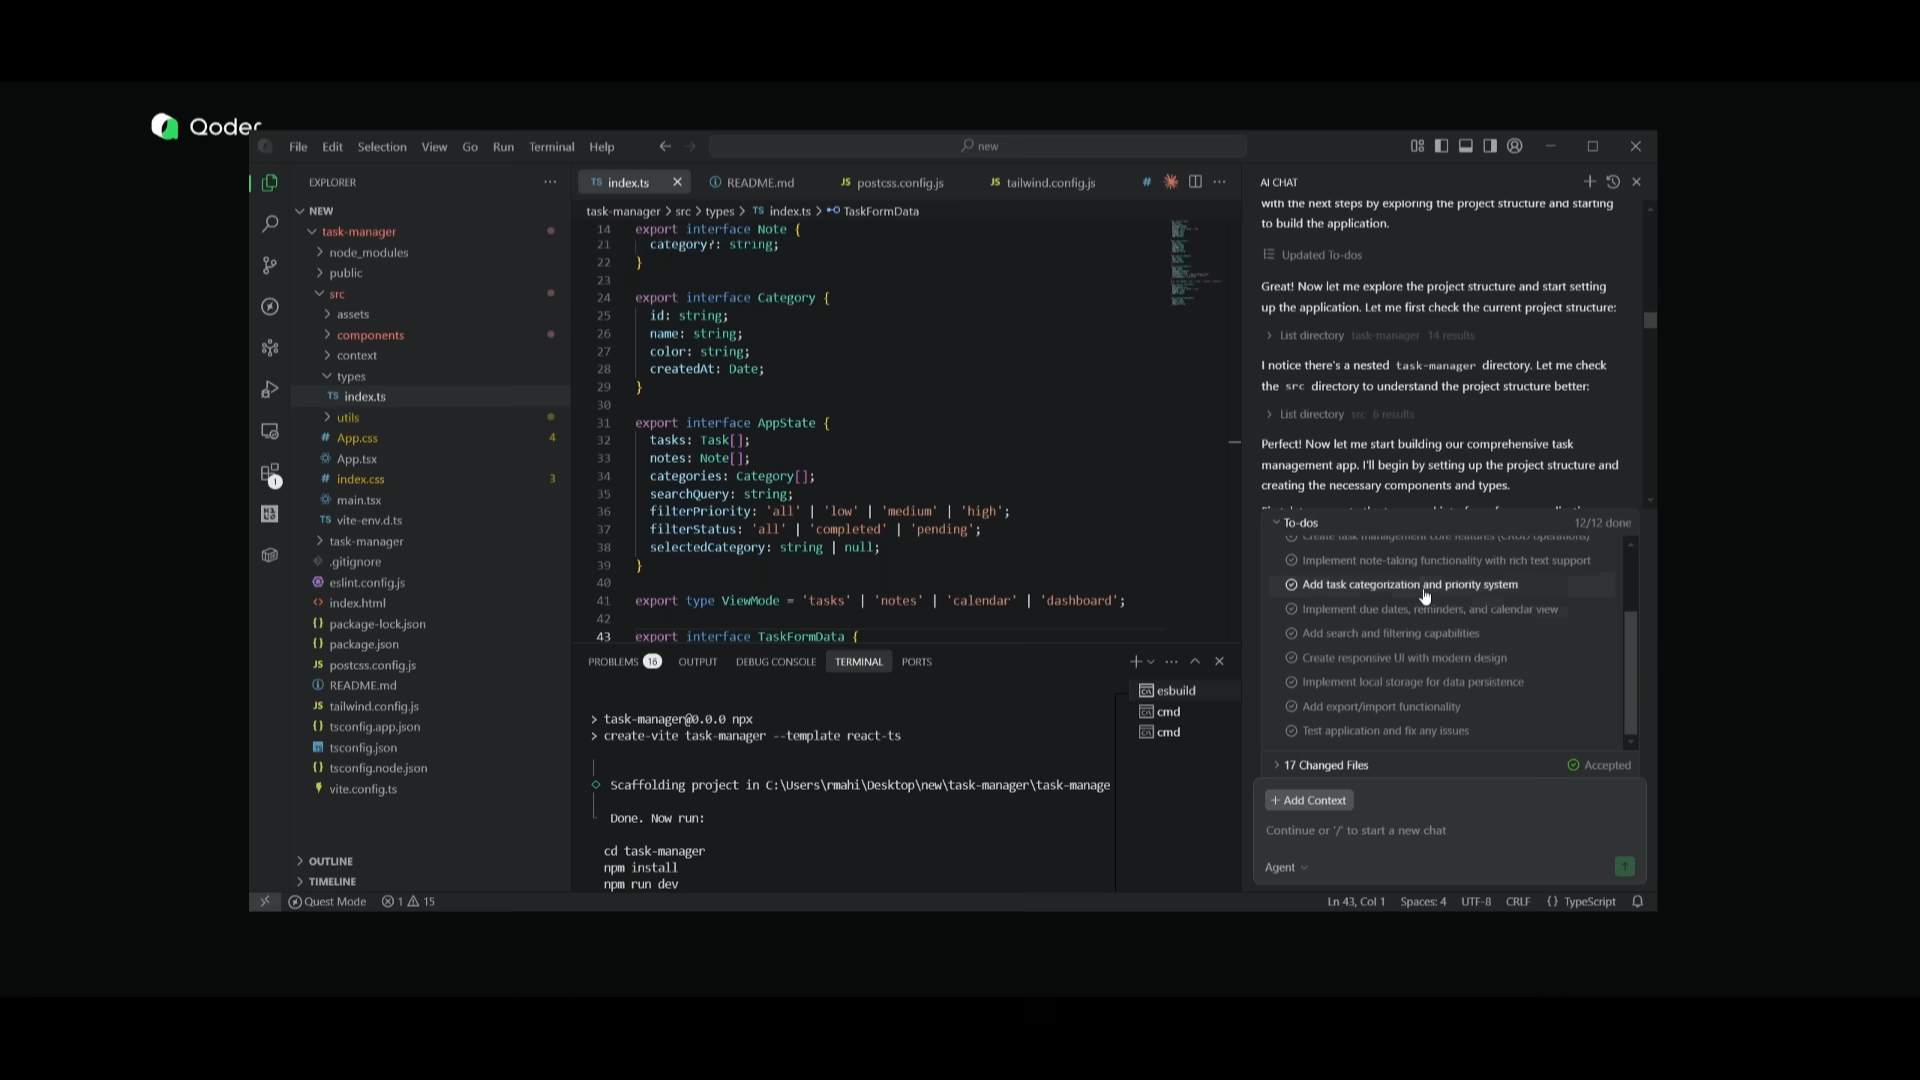 Qoder
File Edit Selection View Go Run Terminal Help
new
EXPLORER
NEW
task-manager
node_modules
public
src
assets
components
context
types
TS index.ts
utils
# App.css 4
App.tsx
# index.css 3
main.tsx
TS vite-env.d.ts
task-manager
.gitignore
eslint.config.js
index.html
package-lock.json
package.json
JS postcss.config.js
README.md
JS tailwind.config.js
tsconfig.app.json
tsconfig.json
tsconfig.node.json
vite.config.ts
OUTLINE
TIMELINE
TS index.ts
README.md
JS postcss.config.js
JS tailwind.config.js
#
task-manager > src > types > TS index.ts > TaskFormData
14 export interface Note {
21 category?: string;
22 }
23
24 export interface Category {
25 id: string;
26 name: string;
27 color: string;
28 createdAt: Date;
29 }
30
31 export interface AppState {
32 tasks: Task[];
33 notes: Note[];
34 categories: Category[];
35 searchQuery: string;
36 filterPriority: 'all' | 'low' | 'medium' | 'high';
37 filterStatus: 'all' | 'completed' | 'pending';
38 selectedCategory: string | null;
39 }
40
41 export type ViewMode = 'tasks' | 'notes' | 'calendar' | 'dashboard';
42
43 export interface TaskFormData {
PROBLEMS 16 OUTPUT DEBUG CONSOLE TERMINAL PORTS
> task-manager@0.0.0 npx
> create-vite task-manager --template react-ts
Scaffolding project in C:\Users\rmahi\Desktop\new\task-manager\task-manage
Done. Now run:
cd task-manager
npm install
npm run dev
esbuild
cmd
cmd
AI CHAT
with the next steps by exploring the project structure and starting
to build the application.
Updated To-dos
Great! Now let me explore the project structure and start setting
up the application. Let me first check the current project structure:
List directory task-manager 14 results
I notice there's a nested task-manager directory. Let me check
the src directory to understand the project structure better:
List directory src 6 results
Perfect! Now let me start building our comprehensive task
management app. I'll begin by setting up the project structure and
creating the necessary components and types.
To-dos 12/12 done
Create task management core features (CRUD operations)
Implement note-taking functionality with rich text support
Add task categorization and priority system
Implement due dates, reminders, and calendar view
Add search and filtering capabilities
Create responsive UI with modern design
Implement local storage for data persistence
Add export/import functionality
Test application and fix any issues
17 Changed Files Accepted
+ Add Context
Continue or '/' to start a new chat
Agent
Quest Mode 1 15
Ln 43, Col 1 Spaces: 4 UTF-8 CRLF {} TypeScript